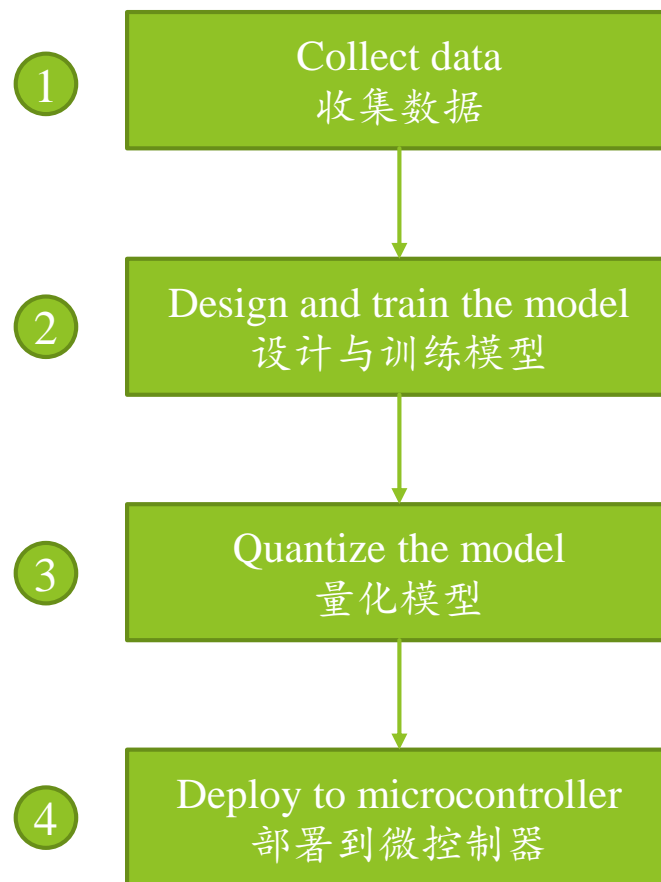 1
Collect data
收集数据
2
Design and train the model
设计与训练模型
3
Quantize the model
量化模型
4
Deploy to microcontroller
部署到微控制器